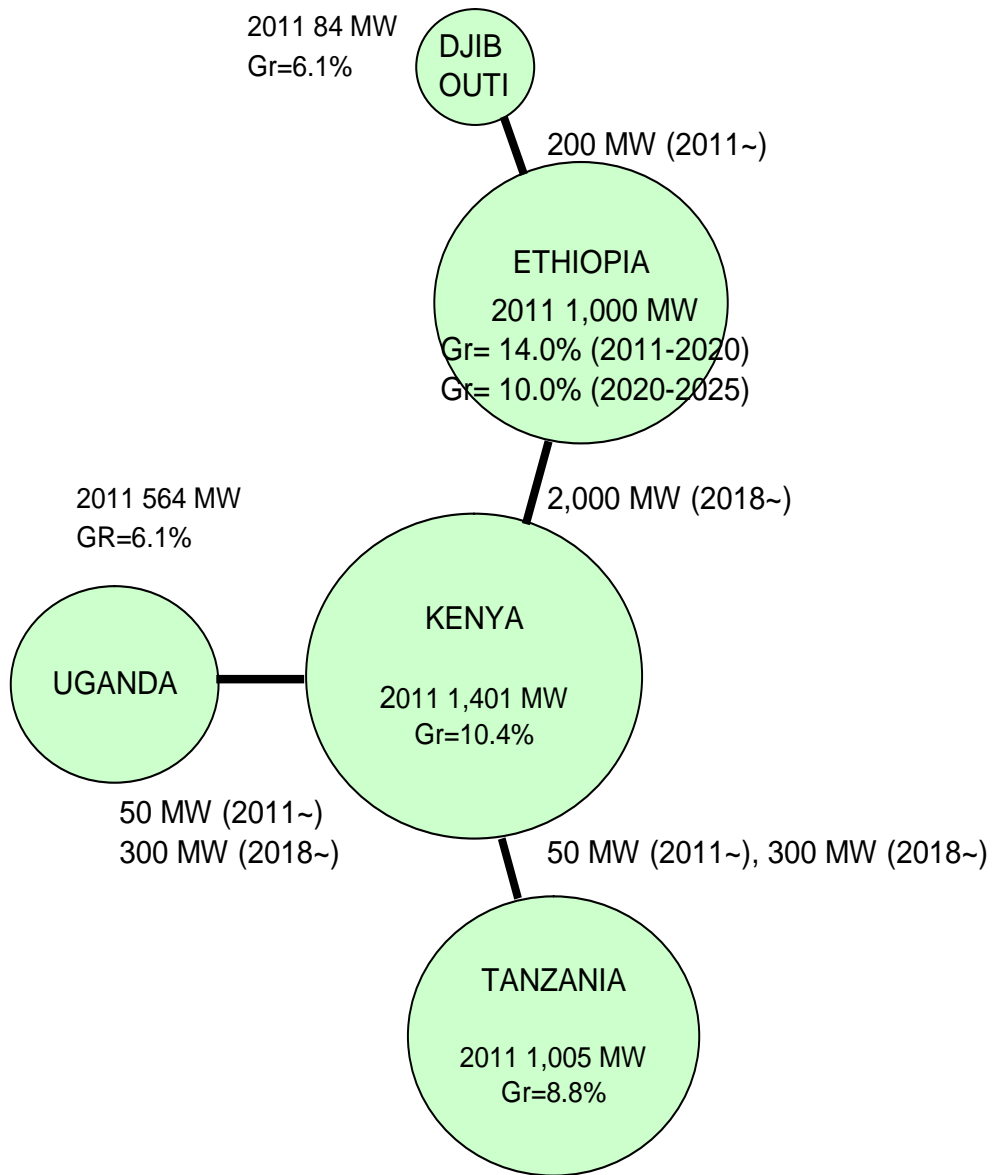 2011 84 MW
Gr=6.1%
DJIB
OUTI
200 MW (2011~)
ETHIOPIA
2011 1,000 MW
Gr= 14.0% (2011-2020)
Gr= 10.0% (2020-2025)
2,000 MW (2018~)
2011 564 MW
GR=6.1%
UGANDA
KENYA
2011 1,401 MW
Gr=10.4%
50 MW (2011~)
300 MW (2018~)
50 MW (2011~), 300 MW (2018~)
TANZANIA
2011 1,005 MW
Gr=8.8%